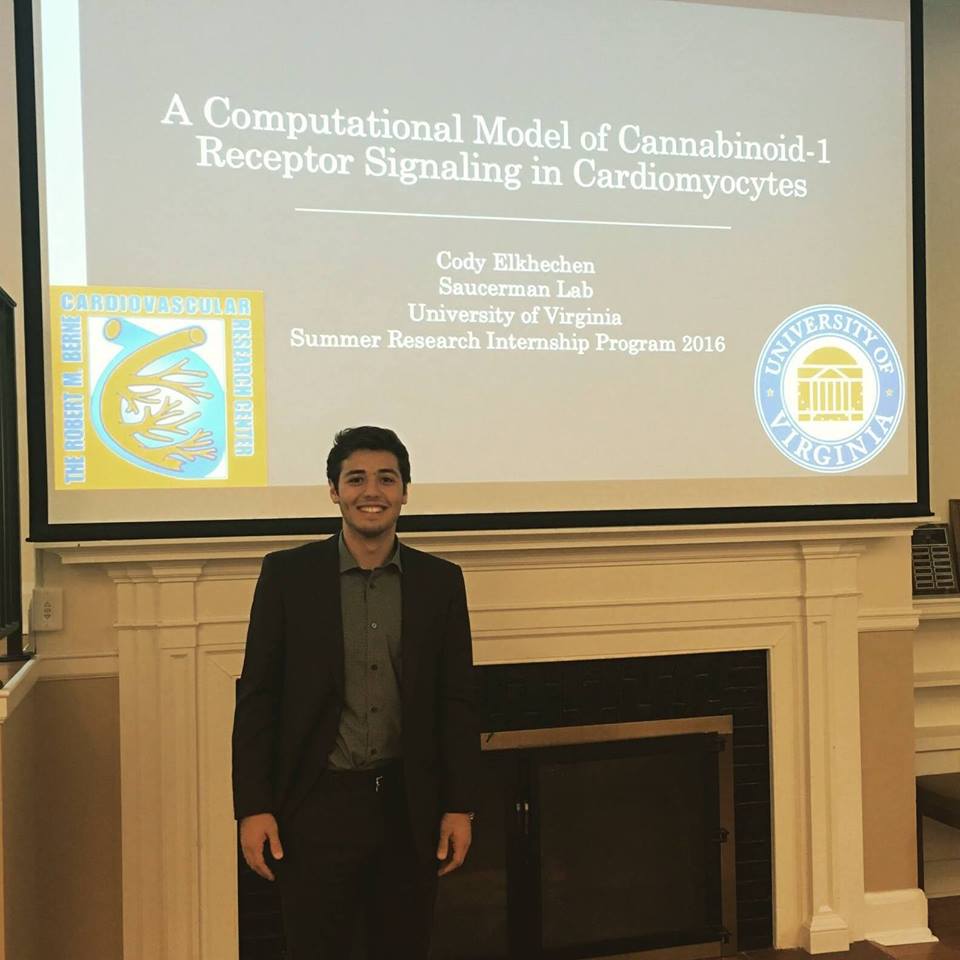 A Computational Model of Cannabinoid-1
Receptor Signaling in Cardiomyocytes
Cody Elkhechen
Saucerman Lab
University of Virginia
Summer Research Internship Program 2016
THE ROBERT M. BERNE
CARDIOVASCULAR
RESEARCH CENTER
UNIVERSITY OF
VIRGINIA